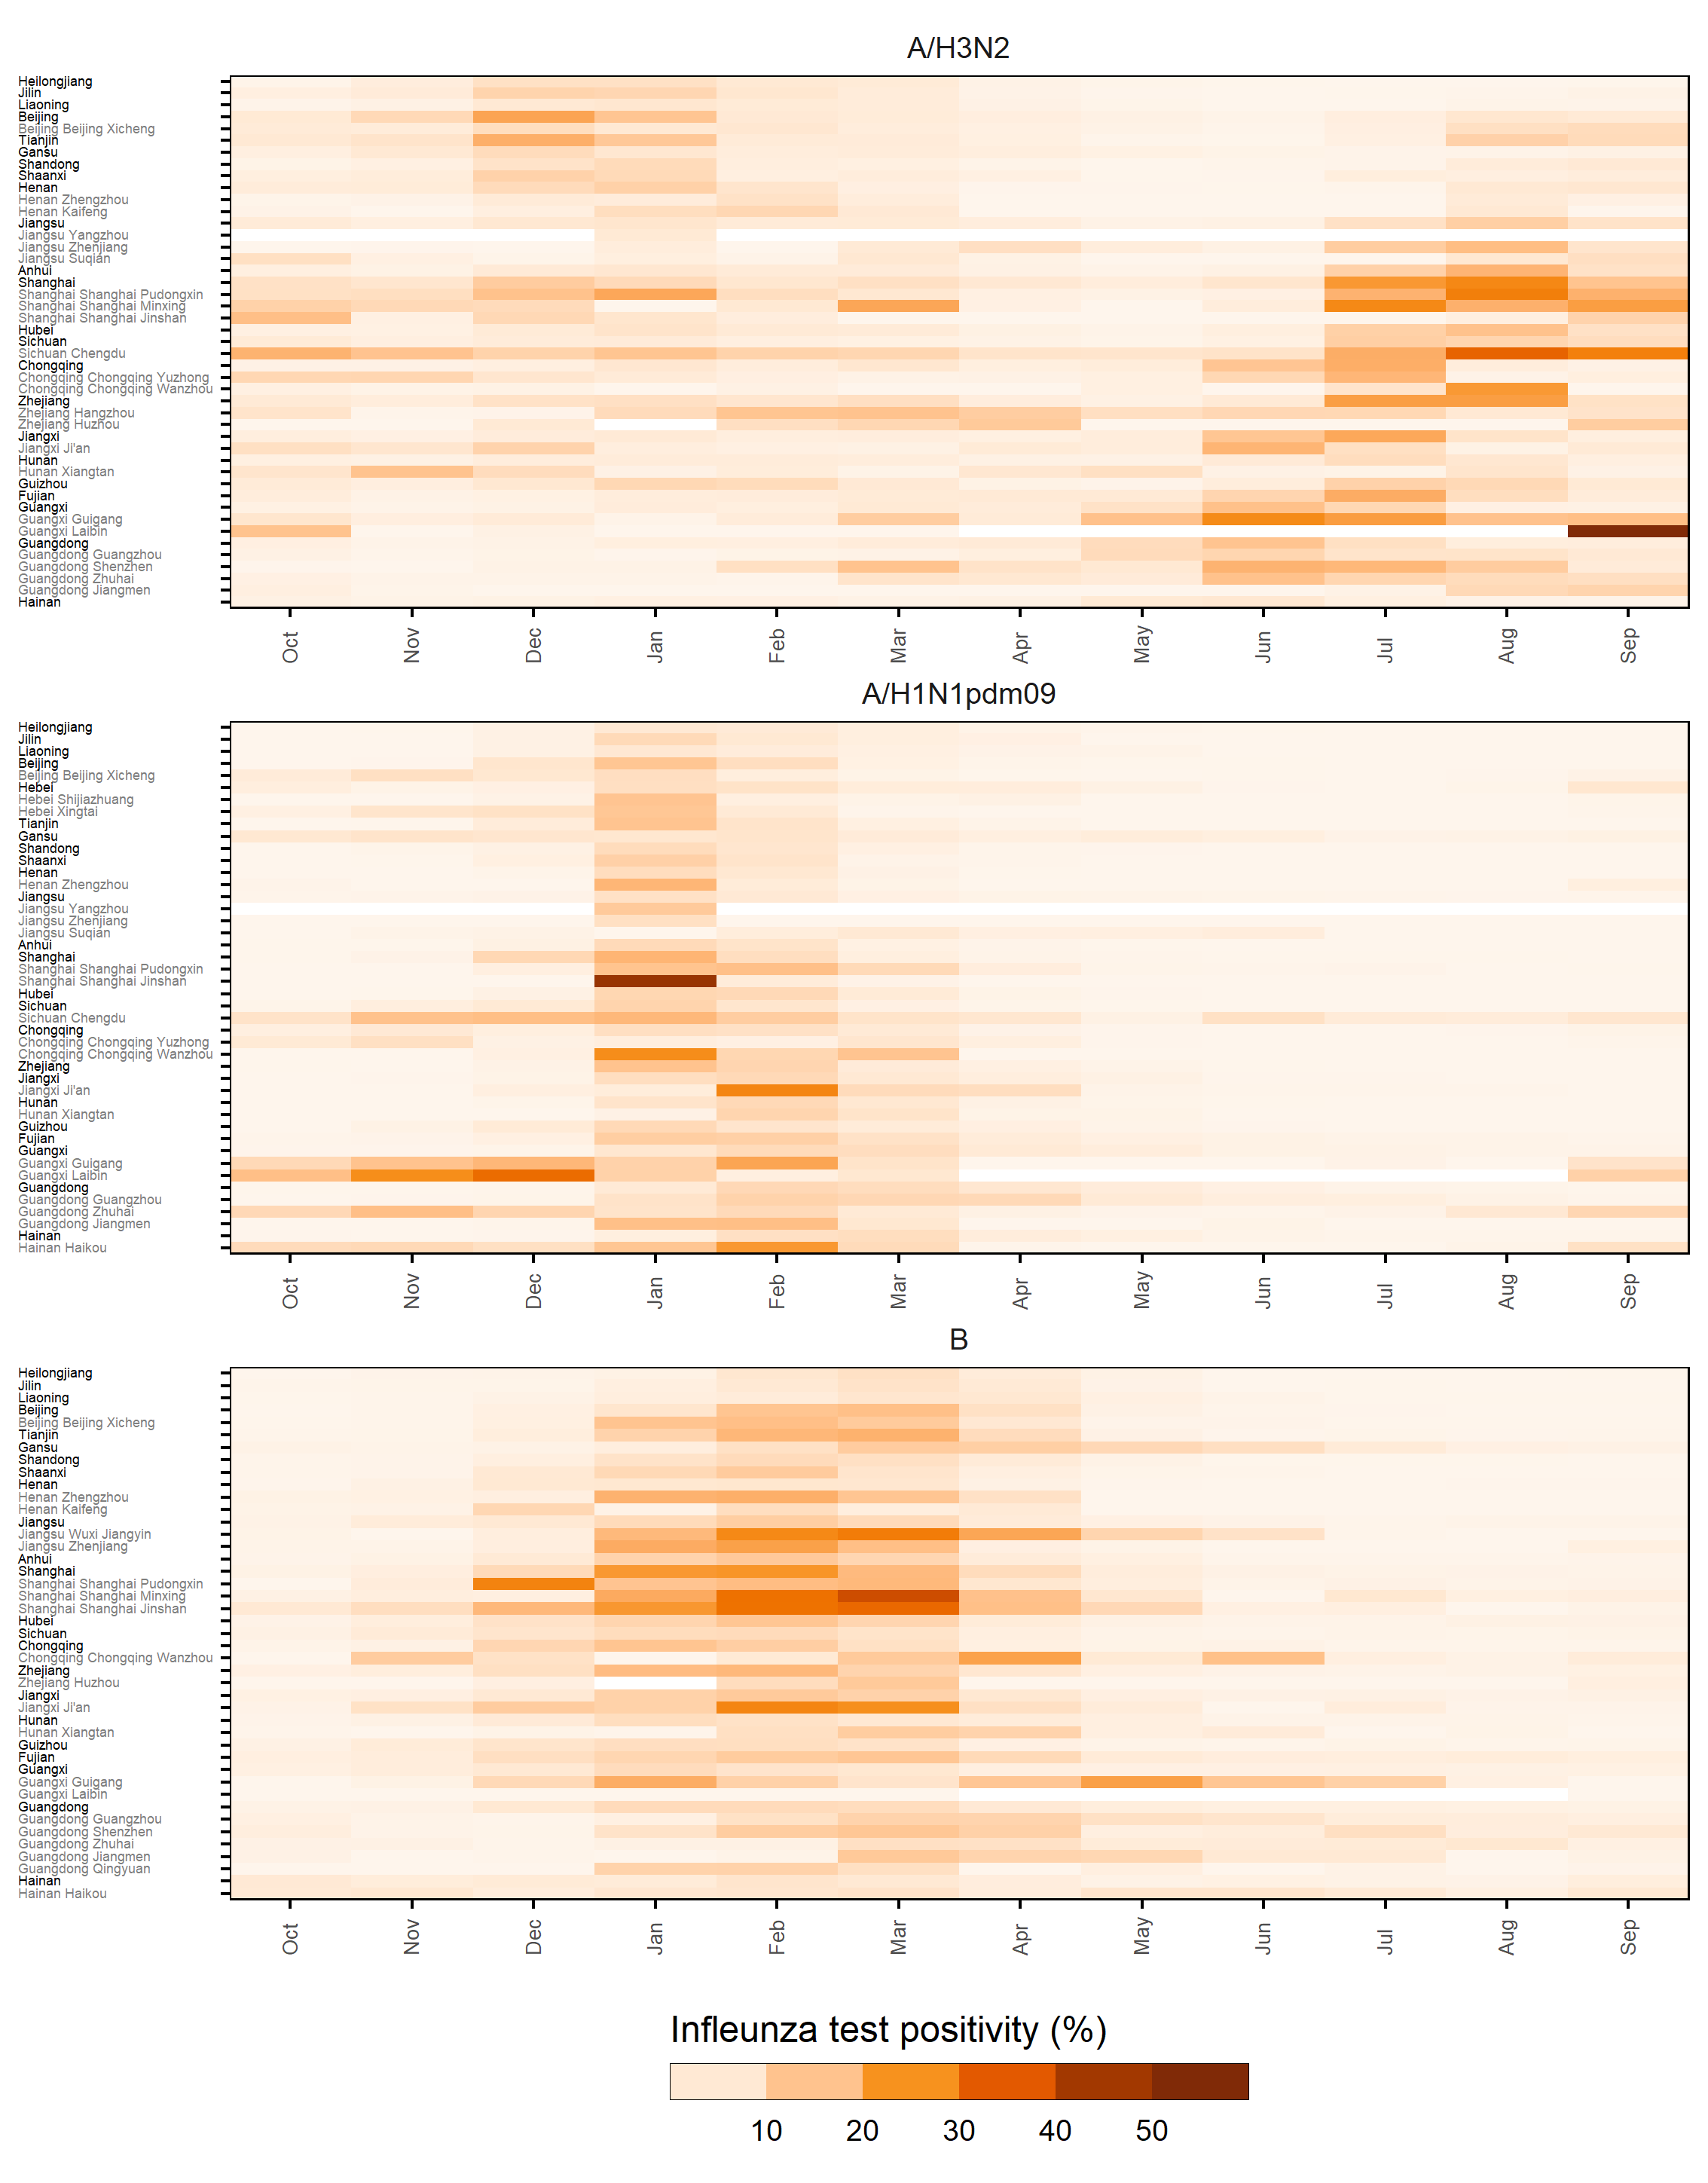 A/H3N2
Heilongjiang
Jilin
Liaoning
Beijing
Beijing Beijing Xicheng
Tianjin
Gansu
Shandong
Shaanxi
Henan
Henan Zhengzhou
Henan Kaifeng
Jiangsu
Jiangsu Yangzhou
Jiangsu Zhenjiang
Jiangsu Suqian
Anhui
Shanghai
Shanghai Shanghai Pudongxin
Shanghai Shanghai Minxing
Shanghai Shanghai Jinshan
Hubei
Sichuan
Sichuan Chengdu
Chongqing
Chongqing Chongqing Yuzhong
Chongqing Chongqing Wanzhou
Zhejiang
Zhejiang Hangzhou
Zhejiang Huzhou
Jiangxi
Jiangxi Ji'an
Hunan
Hunan Xiangtan
Guizhou
Fujian
Guangxi
Guangxi Guigang
Guangxi Laibin
Guangdong
Guangdong Guangzhou
Guangdong Shenzhen
Guangdong Zhuhai
Guangdong Jiangmen
Hainan
Oct Nov Dec Jan Feb Mar Apr May Jun Jul Aug Sep
A/H1N1pdm09
Heilongjiang
Jilin
Liaoning
Beijing
Beijing Beijing Xicheng
Hebei
Hebei Shijiazhuang
Hebei Xingtai
Tianjin
Gansu
Shandong
Shaanxi
Henan
Henan Zhengzhou
Jiangsu
Jiangsu Yangzhou
Jiangsu Zhenjiang
Jiangsu Suqian
Anhui
Shanghai
Shanghai Shanghai Pudongxin
Shanghai Shanghai Jinshan
Hubei
Sichuan
Sichuan Chengdu
Chongqing
Chongqing Chongqing Yuzhong
Chongqing Chongqing Wanzhou
Zhejiang
Jiangxi
Jiangxi Ji'an
Hunan
Hunan Xiangtan
Guizhou
Fujian
Guangxi
Guangxi Guigang
Guangxi Laibin
Guangdong
Guangdong Guangzhou
Guangdong Zhuhai
Guangdong Jiangmen
Hainan
Hainan Haikou
Oct Nov Dec Jan Feb Mar Apr May Jun Jul Aug Sep
B
Heilongjiang
Jilin
Liaoning
Beijing
Beijing Beijing Xicheng
Tianjin
Gansu
Shandong
Shaanxi
Henan
Henan Zhengzhou
Henan Kaifeng
Jiangsu
Jiangsu Wuxi Jiangyin
Jiangsu Zhenjiang
Anhui
Shanghai
Shanghai Shanghai Pudongxin
Shanghai Shanghai Minxing
Shanghai Shanghai Jinshan
Hubei
Sichuan
Chongqing
Chongqing Chongqing Wanzhou
Zhejiang
Zhejiang Huzhou
Jiangxi
Jiangxi Ji'an
Hunan
Hunan Xiangtan
Guizhou
Fujian
Guangxi
Guangxi Guigang
Guangxi Laibin
Guangdong
Guangdong Guangzhou
Guangdong Shenzhen
Guangdong Zhuhai
Guangdong Jiangmen
Guangdong Qingyuan
Hainan
Hainan Haikou
Oct Nov Dec Jan Feb Mar Apr May Jun Jul Aug Sep
Infleunza test positivity (%)
10 20 30 40 50